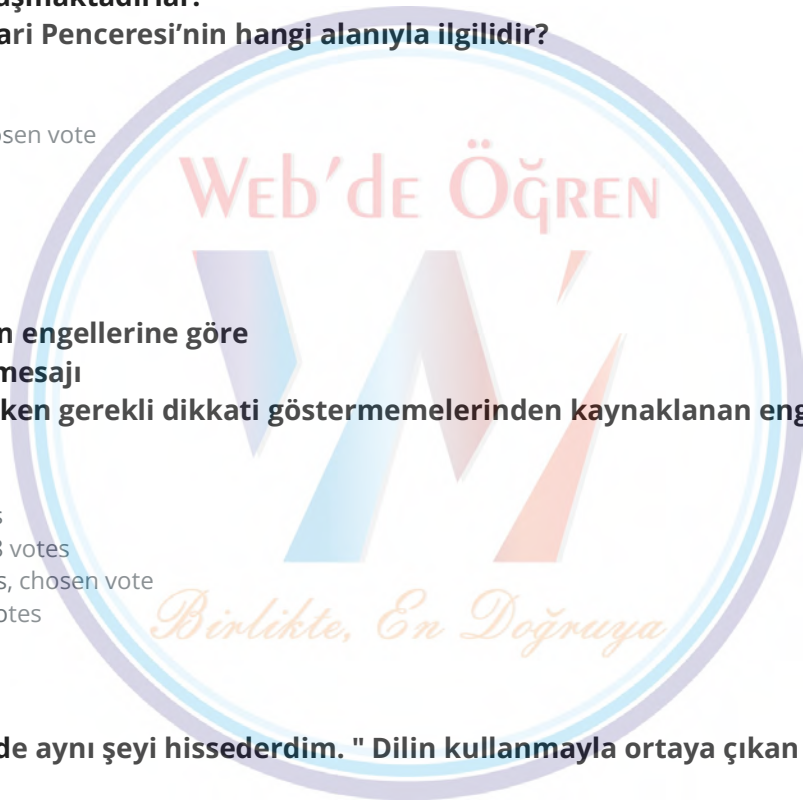 aşmaktadırlar?
ari Penceresi’nin hangi alanıyla ilgilidir?
osen vote
Web’de Öğren
n engellerine göre
mesajı
ken gerekli dikkati göstermemelerinden kaynaklanan eng
s
3 votes
s, chosen vote
otes
Birlikte, En Doğruya
de aynı şeyi hissederdim. " Dilin kullanmayla ortaya çıkan